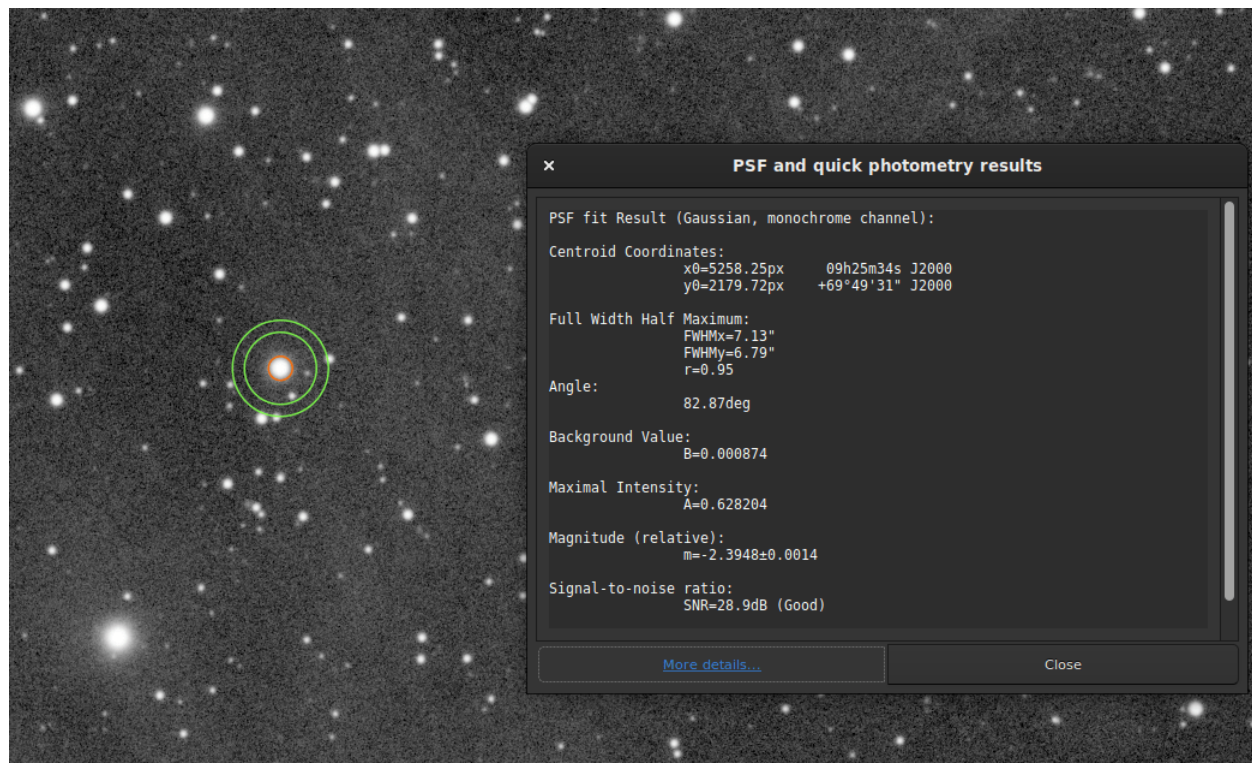 × PSF and quick photometry results
PSF fit Result (Gaussian, monochrome channel):
Centroid Coordinates:
x0=5258.25px 09h25m34s J2000
y0=2179.72px +69°49'31" J2000
Full Width Half Maximum:
FWHMx=7.13"
FWHMy=6.79"
r=0.95
Angle:
82.87deg
Background Value:
B=0.000874
Maximal Intensity:
A=0.628204
Magnitude (relative):
m=-2.3948±0.0014
Signal-to-noise ratio:
SNR=28.9dB (Good)
More details... Close